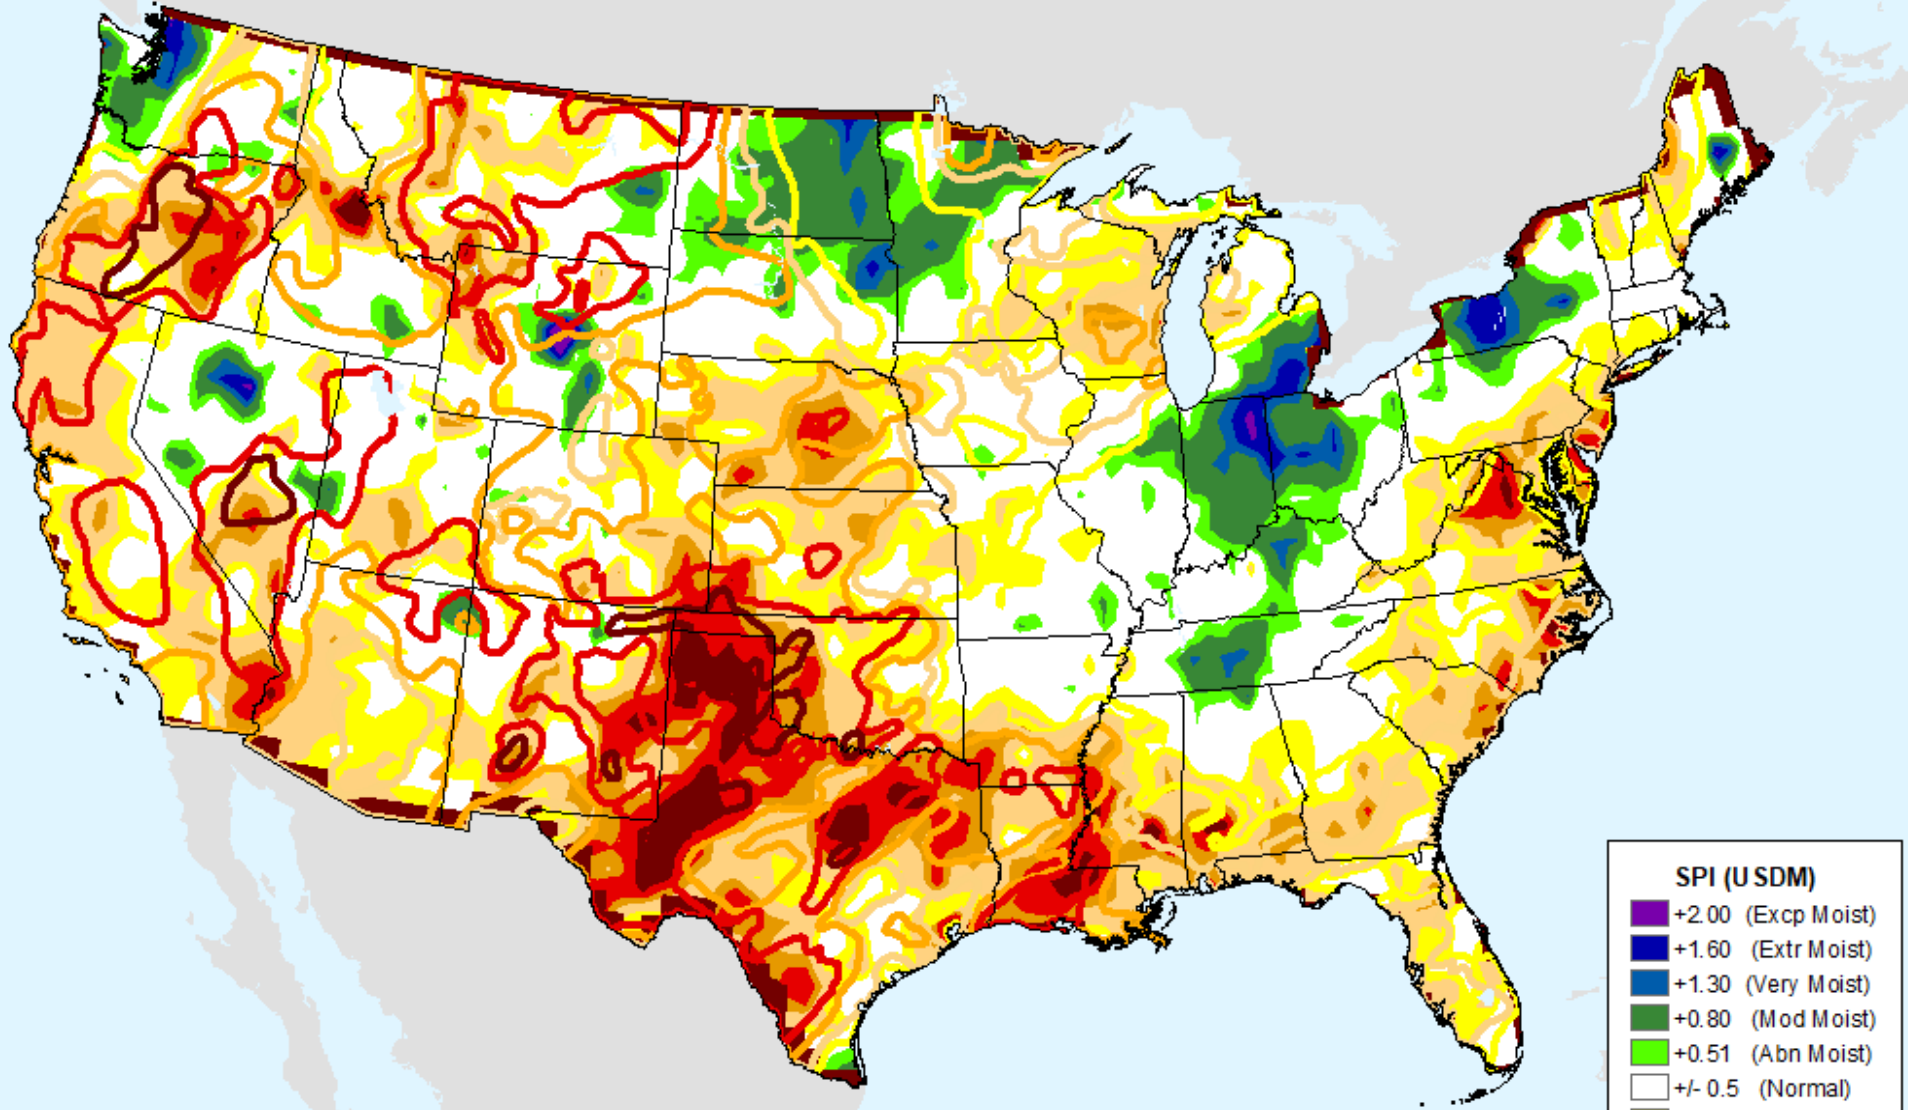 SPI (USDM)
+2.00 (Excp Moist)
+1.60 (Extr Moist)
+1.30 (Very Moist)
+0.80 (Mod Moist)
+0.51 (Abn Moist)
+/- 0.5 (Normal)